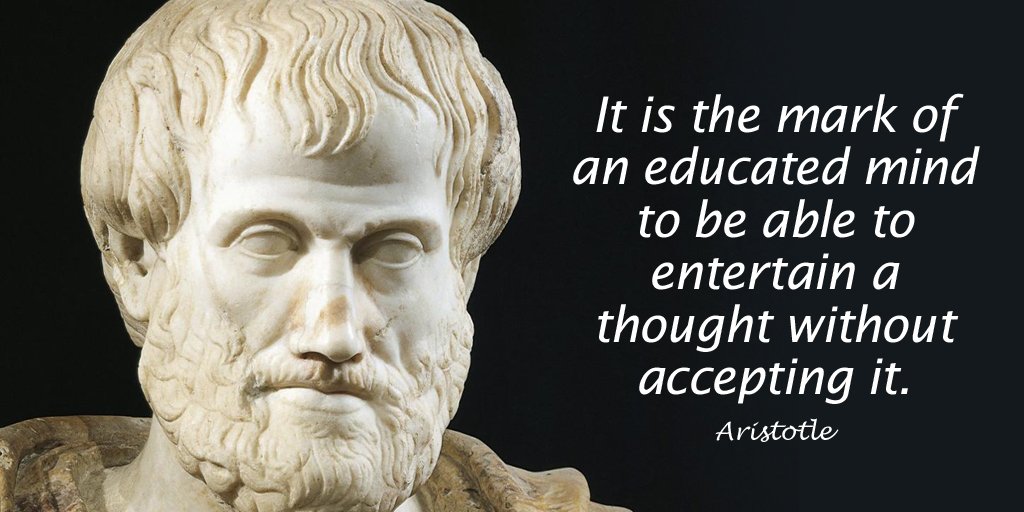 It is the mark of
an educated mind
to be able to
entertain a
thought without
accepting it.
Aristotle